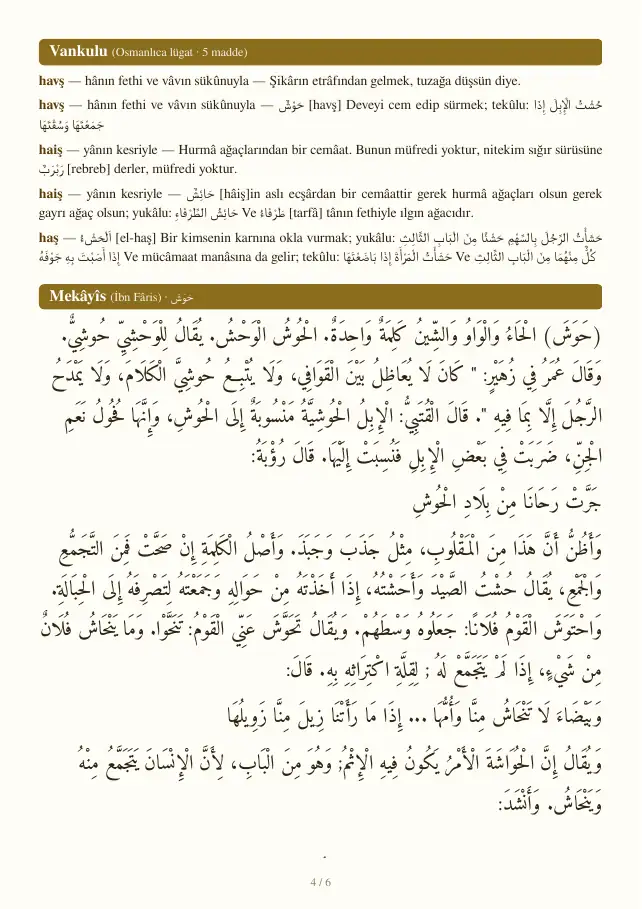 Vankulu (Osmanlıca lügat · 5 madde)
havş — hânın fethi ve vâvın sükûnuyla — Şikârın etrâfından gelmek, tuzağa düşsün diye.
havş — hânın fethi ve vâvın sükûnuyla — حَوْشٌ [havş] Deveyi cem edip sürmek; tekûlu: حُشْتُ الْإِبِلَ إِذَا
جَمَعْتَهَا وَسُقْتَهَا
haiş — yânın kesriyle — Hurmâ ağaçlarından bir cemâat. Bunun müfredi yoktur, nitekim sığır sürüsüne
رَبْرَبٌ [rebreb] derler, müfredi yoktur.
haiş — yânın kesriyle — حَائِشٌ [hâiş]in aslı ecşârdan bir cemâattir gerek hurmâ ağaçları olsun gerek
gayrı ağaç olsun; yukâlu: حَائِشُ الطَّرْفَاءِ Ve طَرْفَاءُ [tarfâ] tânın fethiyle ılgın ağacıdır.
haş — اَلْحَشْءُ [el-haş] Bir kimsenin karnına okla vurmak; yukâlu: حَشَأْتُ الرَّجُلَ بِالسَّهْمِ حَشْئًا مِنَ الْبَابِ الثَّالِثِ
إِذَا أَصَبْتَ بِهِ جَوْفَهُ Ve mücâmaat manâsına da gelir; tekûlu: حَشَأْتُ الْمَرْأَةَ إِذَا بَاضَعْتَهَا Ve كُلٌّ مِنْهُمَا مِنَ الْبَابِ الثَّالِثِ
Mekâyîs (İbn Fâris) · حَوَشَ
(حَوَشَ) الْحَاءُ وَالْوَاوُ وَالشِّينُ كَلِمَةٌ وَاحِدَةٌ. الْحُوشُ الْوَحْشُ. يُقَالُ لِلْوَحْشِيِّ حُوشِيٌّ.
وَقَالَ عُمَرُ فِي زُهَيْرٍ: " كَانَ لَا يُعَاظِلُ بَيْنَ الْقَوَافِي، وَلَا يُتْبِعُ حُوشِيَّ الْكَلَامِ، وَلَا يَمْدَحُ
الرَّجُلَ إِلَّا بِمَا فِيهِ ". قَالَ الْقُتَبِيُّ: الْإِبِلُ الْحُوشِيَّةُ مَنْسُوبَةٌ إِلَى الْحُوشِ، وَإِنَّهَا فُحُولُ نَعَمِ
الْجِنِّ، ضَرَبَتْ فِي بَعْضِ الْإِبِلِ فَنُسِبَتْ إِلَيْهَا. قَالَ رُؤْبَةُ:
جَرَّتْ رَحَانَا مِنْ بِلَادِ الْحُوشِ
وَأَظُنُّ أَنَّ هَذَا مِنَ الْمَقْلُوبِ، مِثْلُ جَذَبَ وَجَبَذَ. وَأَصْلُ الْكَلِمَةِ إِنْ صَحَّتْ فَمِنَ التَّجَمُّعِ
وَالْجَمْعِ، يُقَالُ حُشْتُ الصَّيْدَ وَأَحَشْتُهُ، إِذَا أَخَذْتَهُ مِنْ حَوَالِهِ وَجَمَعْتَهُ لِتَصْرِفَهُ إِلَى الْحِبَالَةِ.
وَاحْتَوَشَ الْقَوْمُ فُلَانًا: جَعَلُوهُ وَسْطَهُمْ. وَيُقَالُ تَحَوَّشَ عَنِّي الْقَوْمُ: تَنَحَّوْا. وَمَا يَنْحَاشُ فُلَانٌ
مِنْ شَيْءٍ، إِذَا لَمْ يَتَجَمَّعْ لَهُ ; لِقِلَّةِ اكْتِرَاثِهِ بِهِ. قَالَ:
وَبَيْضَاءَ لَا تَنْحَاشُ مِنَّا وَأُمُّهَا ... إِذَا مَا رَأَتْنَا زِيلَ مِنَّا زَوِيلُهَا
وَيُقَالُ إِنَّ الْحُوَاشَةَ الْأَمْرُ يَكُونُ فِيهِ الْإِثْمُ; وَهُوَ مِنَ الْبَابِ، لِأَنَّ الْإِنْسَانَ يَتَجَمَّعُ مِنْهُ
وَيَنْحَاشُ. وَأَنْشَدَ:
4 / 6